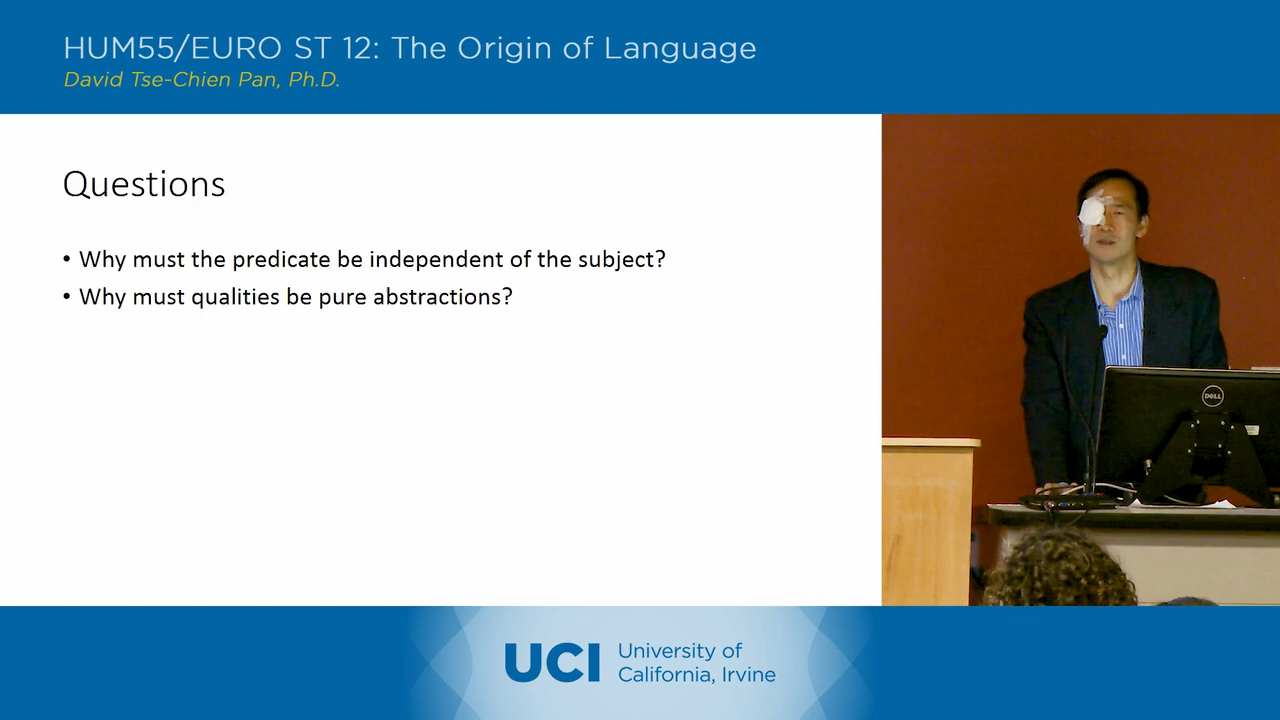 HUM55/EURO ST 12: The Origin of Language
David Tse-Chien Pan, Ph.D.
Questions
• Why must the predicate be independent of the subject?
• Why must qualities be pure abstractions?
DELL
UCI University of
California, Irvine